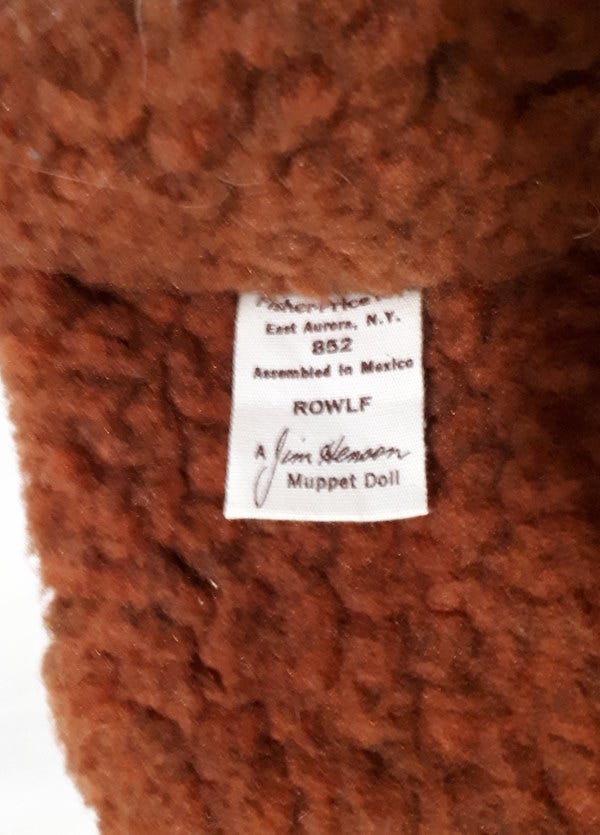 Fisher-Price
East Aurora, N.Y.
852
Assembled in Mexico
ROWLF
A Jim Henson
Muppet Doll